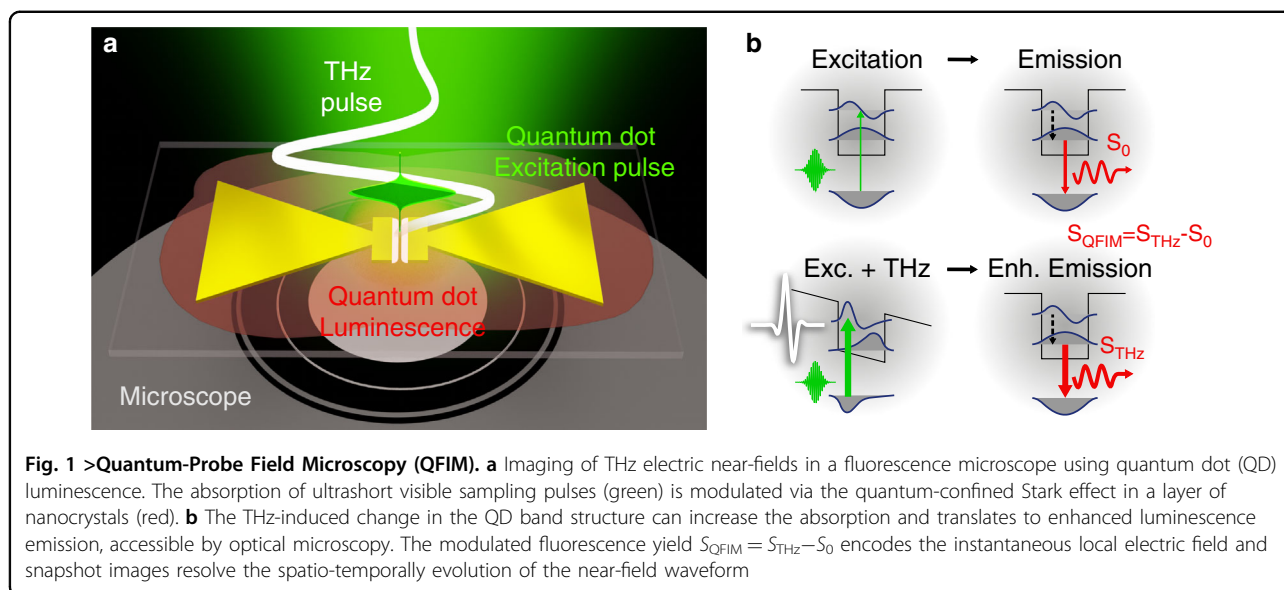 a
THz
pulse
Quantum dot
Excitation pulse
Quantum dot
Luminescence
Microscope
b
Excitation
Emission
S₀
S_QFIM=S_THz-S₀
Exc. + THz
Enh. Emission
S_THz
Fig. 1 >Quantum-Probe Field Microscopy (QFIM). a Imaging of THz electric near-fields in a fluorescence microscope using quantum dot (QD)
luminescence. The absorption of ultrashort visible sampling pulses (green) is modulated via the quantum-confined Stark effect in a layer of
nanocrystals (red). b The THz-induced change in the QD band structure can increase the absorption and translates to enhanced luminescence
emission, accessible by optical microscopy. The modulated fluorescence yield S_QFIM = S_THz−S₀ encodes the instantaneous local electric field and
snapshot images resolve the spatio-temporally evolution of the near-field waveform